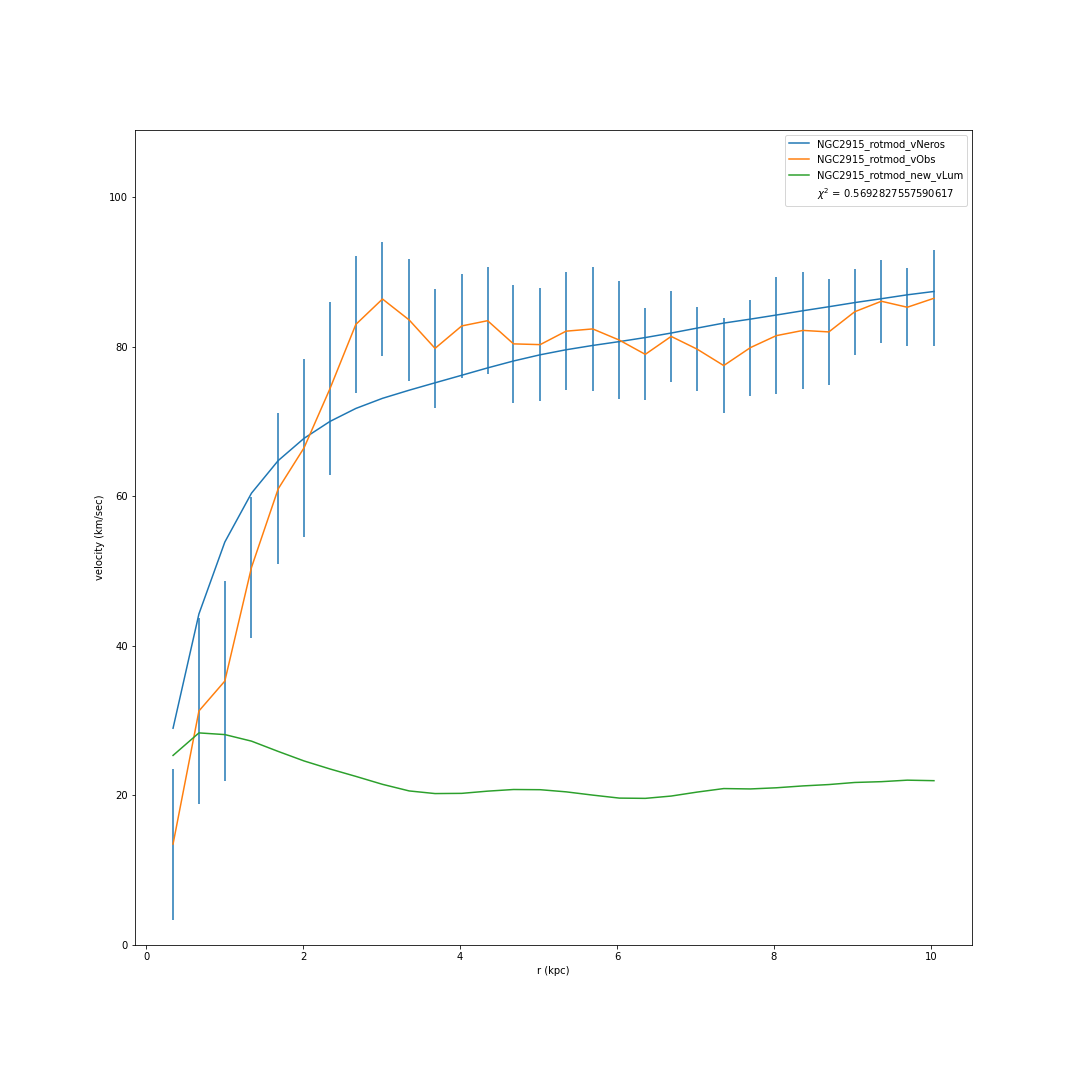 NGC2915_rotmod_vNeros
NGC2915_rotmod_vObs
NGC2915_rotmod_new_vLum
χ² = 0.5692827557590617
100
80
60
40
20
0
velocity (km/sec)
0 2 4 6 8 10
r (kpc)